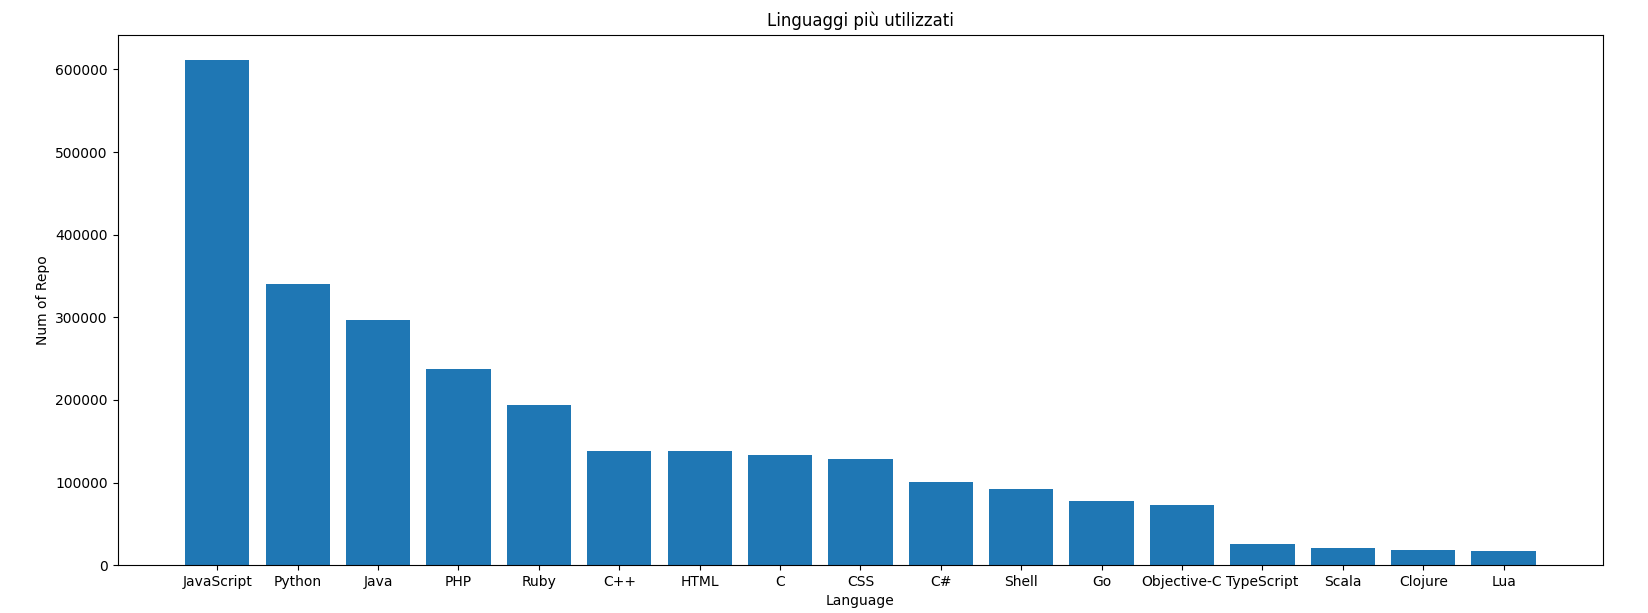 Linguaggi più utilizzati
Num of Repo
600000
500000
400000
300000
200000
100000
0
JavaScript Python Java PHP Ruby C++ HTML C CSS C# Shell Go Objective-C TypeScript Scala Clojure Lua
Language